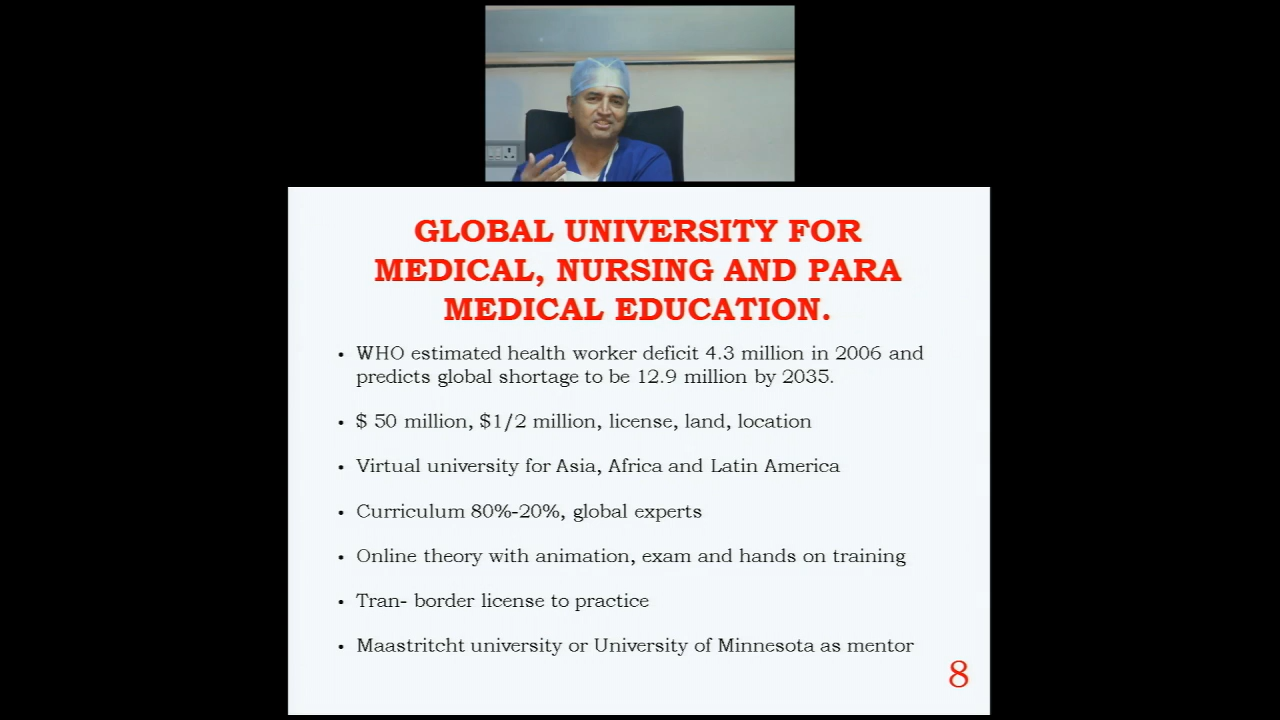 GLOBAL UNIVERSITY FOR
MEDICAL, NURSING AND PARA
MEDICAL EDUCATION.
• WHO estimated health worker deficit 4.3 million in 2006 and
predicts global shortage to be 12.9 million by 2035.
• $ 50 million, $1/2 million, license, land, location
• Virtual university for Asia, Africa and Latin America
• Curriculum 80%-20%, global experts
• Online theory with animation, exam and hands on training
• Tran- border license to practice
• Maastritcht university or University of Minnesota as mentor
8